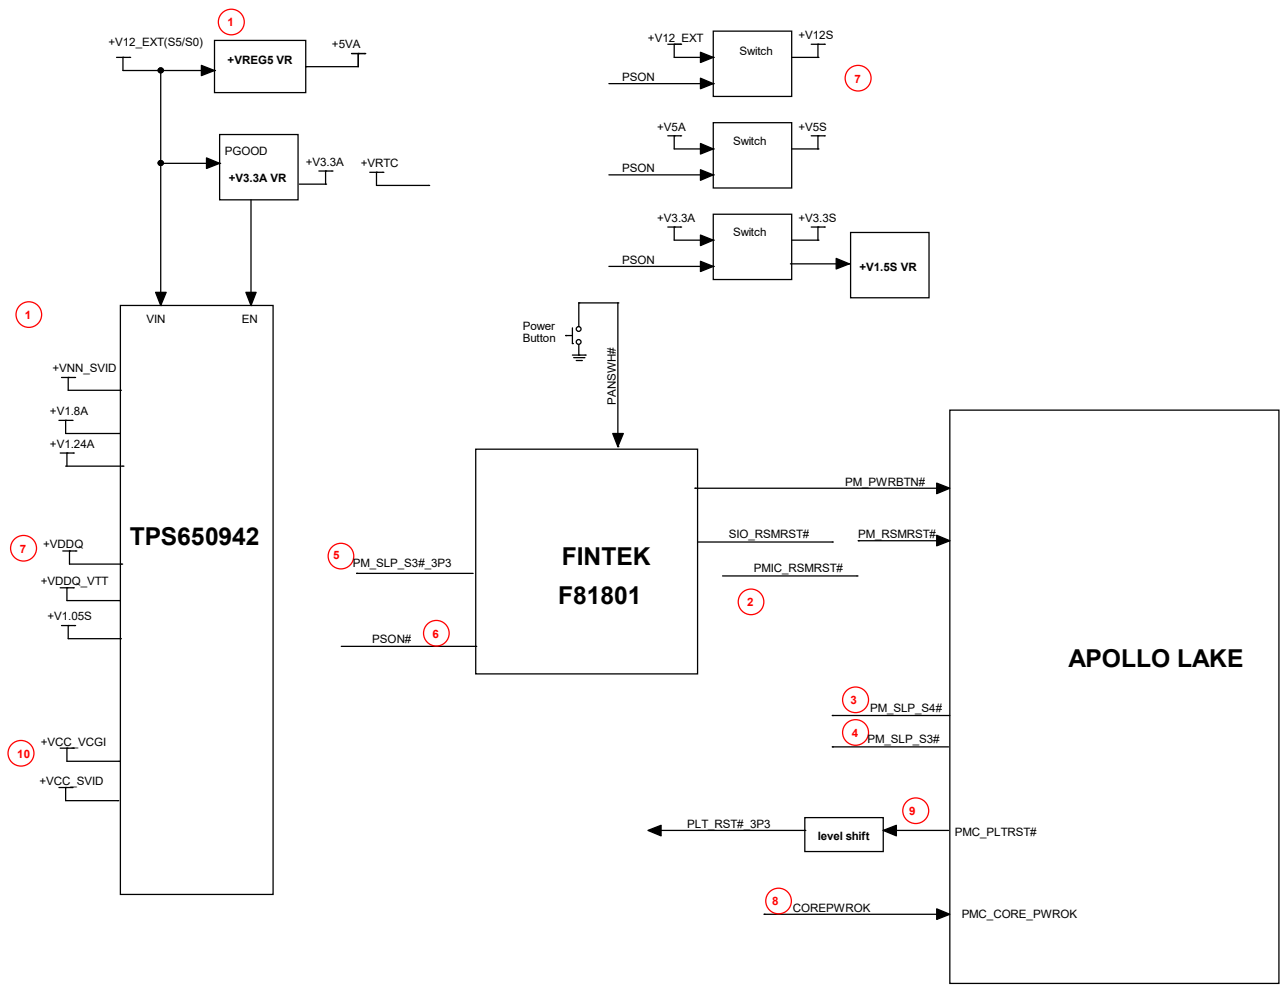 1
+V12_EXT(S5/S0)
+VREG5 VR
+5VA
PGOOD
+V3.3A VR
+V3.3A
+VRTC
+V12_EXT
Switch
+V12S
PSON
7
+V5A
Switch
+V5S
PSON
+V3.3A
Switch
+V3.3S
PSON
+V1.5S VR
1
VIN
EN
+VNN_SVID
+V1.8A
+V1.24A
TPS650942
7
+VDDQ
+VDDQ_VTT
+V1.05S
10
+VCC_VCGI
+VCC_SVID
Power
Button
PANSWH#
FINTEK
F81801
5
PM_SLP_S3#_3P3
PSON#
6
PM_PWRBTN#
SIO_RSMRST#
PM_RSMRST#
PMIC_RSMRST#
2
APOLLO LAKE
3
PM_SLP_S4#
4
PM_SLP_S3#
9
PLT_RST#_3P3
level shift
PMC_PLTRST#
8
COREPWROK
PMC_CORE_PWROK